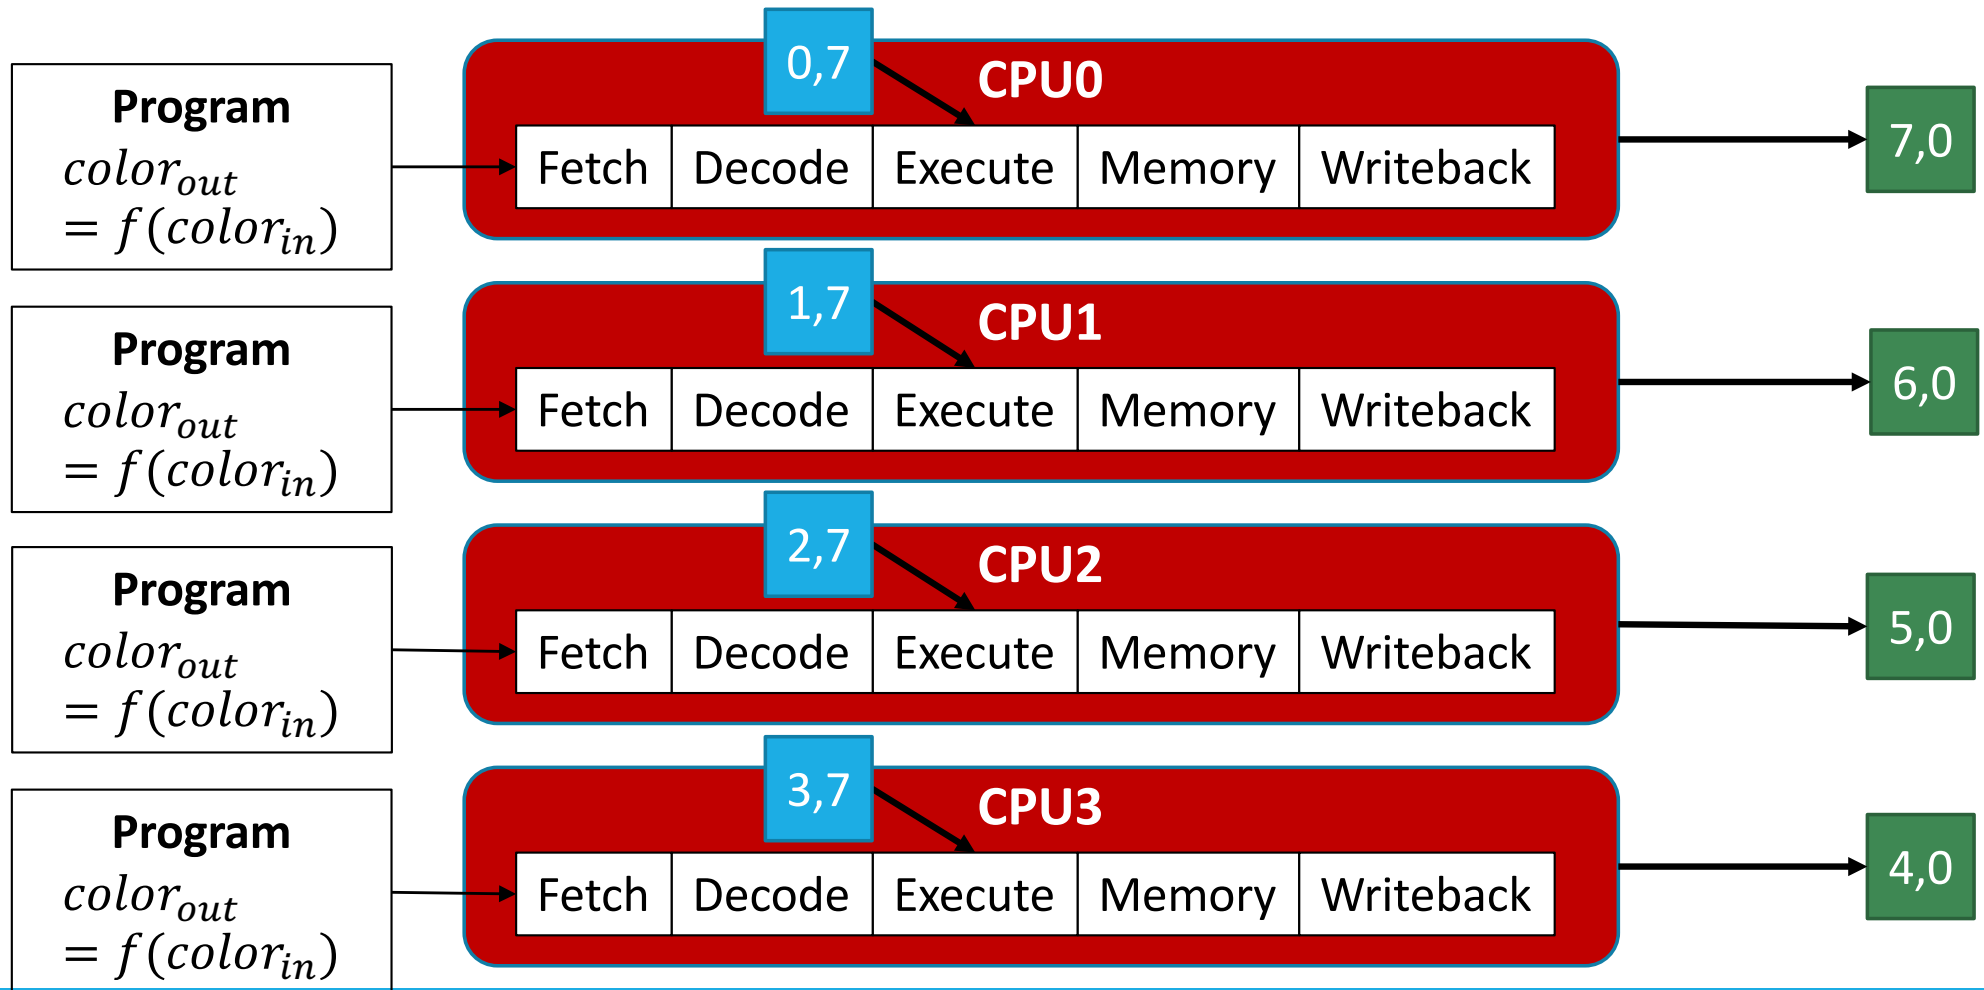 0,7
CPU0
Program
color_out
= f(color_in)
Fetch Decode Execute Memory Writeback
7,0
1,7
CPU1
Program
color_out
= f(color_in)
Fetch Decode Execute Memory Writeback
6,0
2,7
CPU2
Program
color_out
= f(color_in)
Fetch Decode Execute Memory Writeback
5,0
3,7
CPU3
Program
color_out
= f(color_in)
Fetch Decode Execute Memory Writeback
4,0